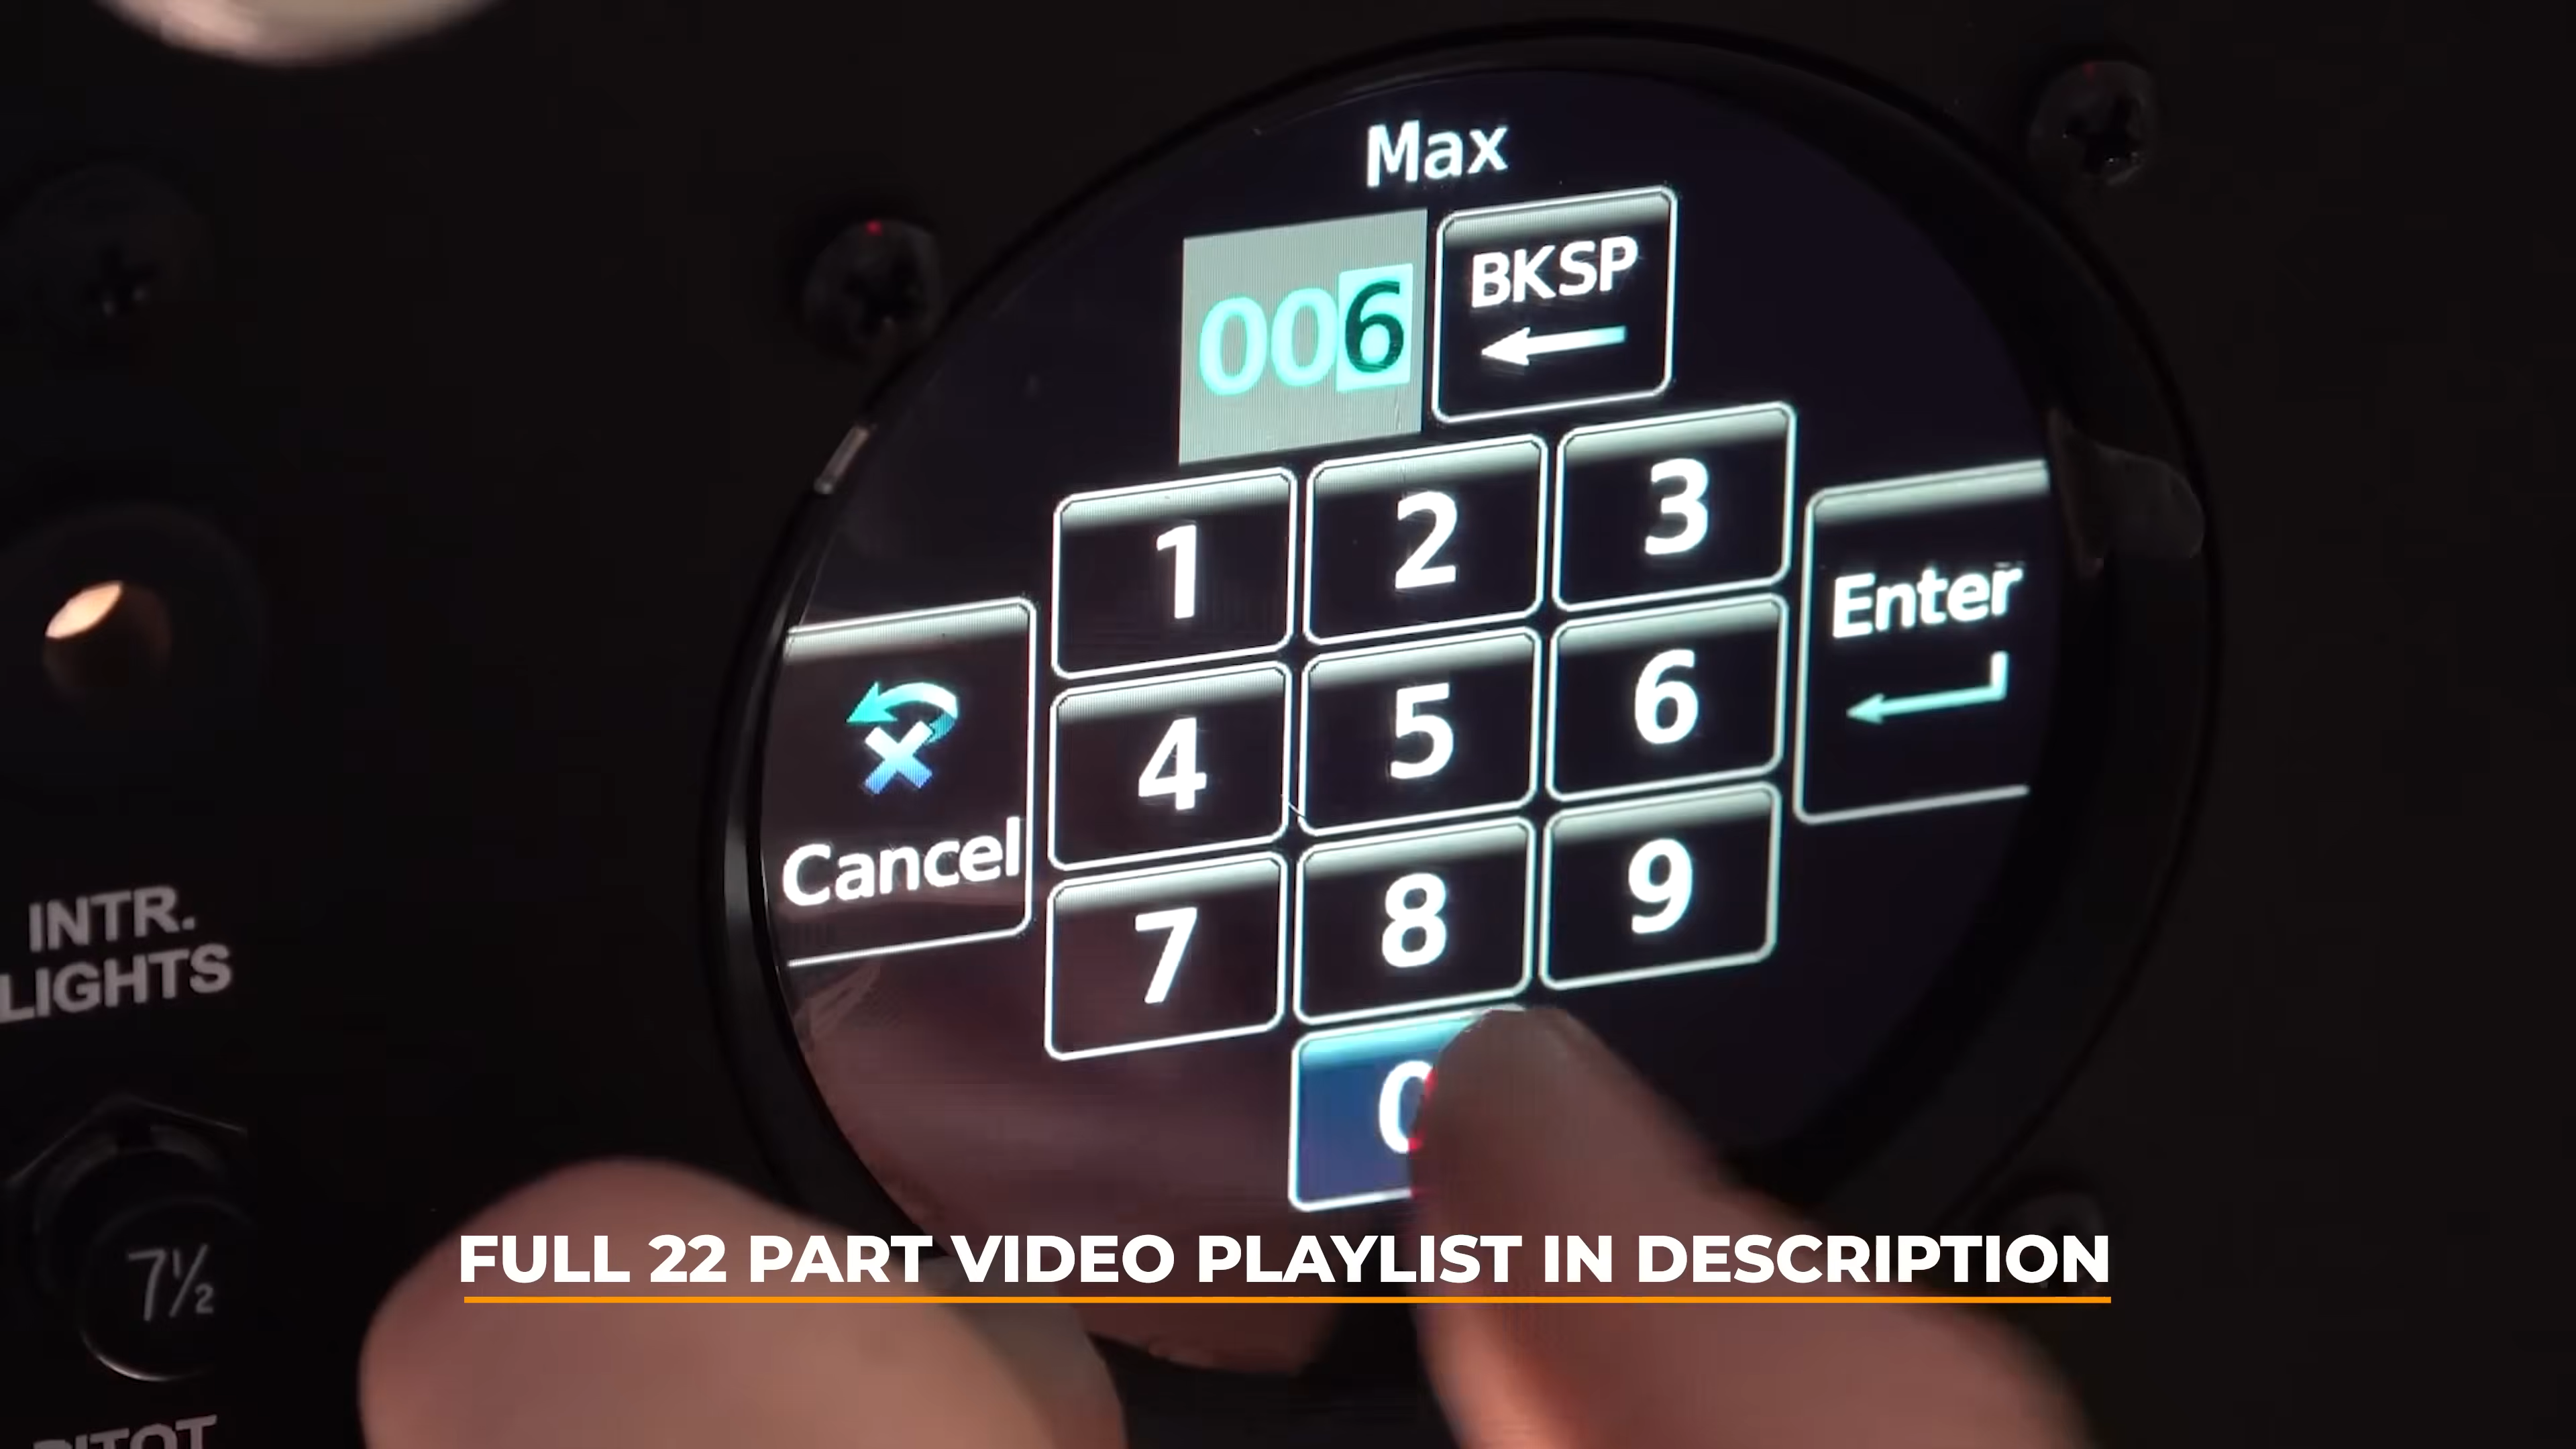 Max
006
BKSP
1
2
3
Enter
4
5
6
Cancel
7
8
9
0
INTR.
LIGHTS
7½
PITOT
FULL 22 PART VIDEO PLAYLIST IN DESCRIPTION